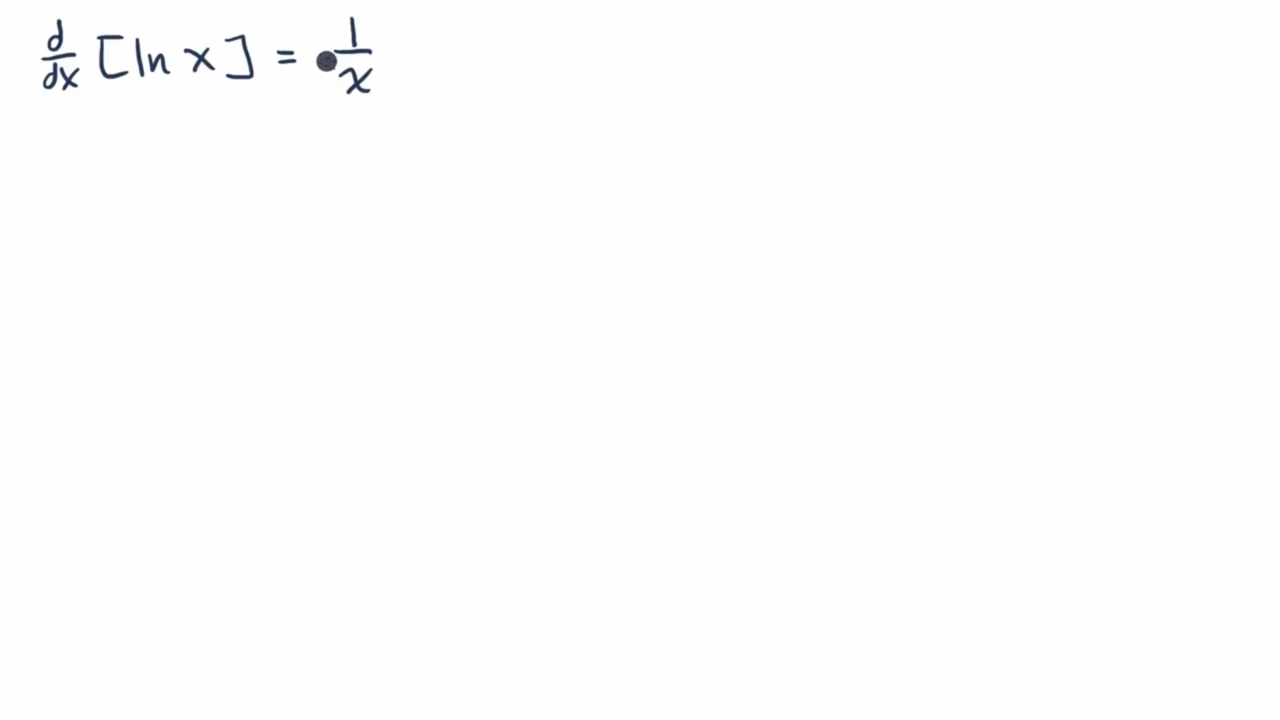 d/dx [ln x] = 1/x